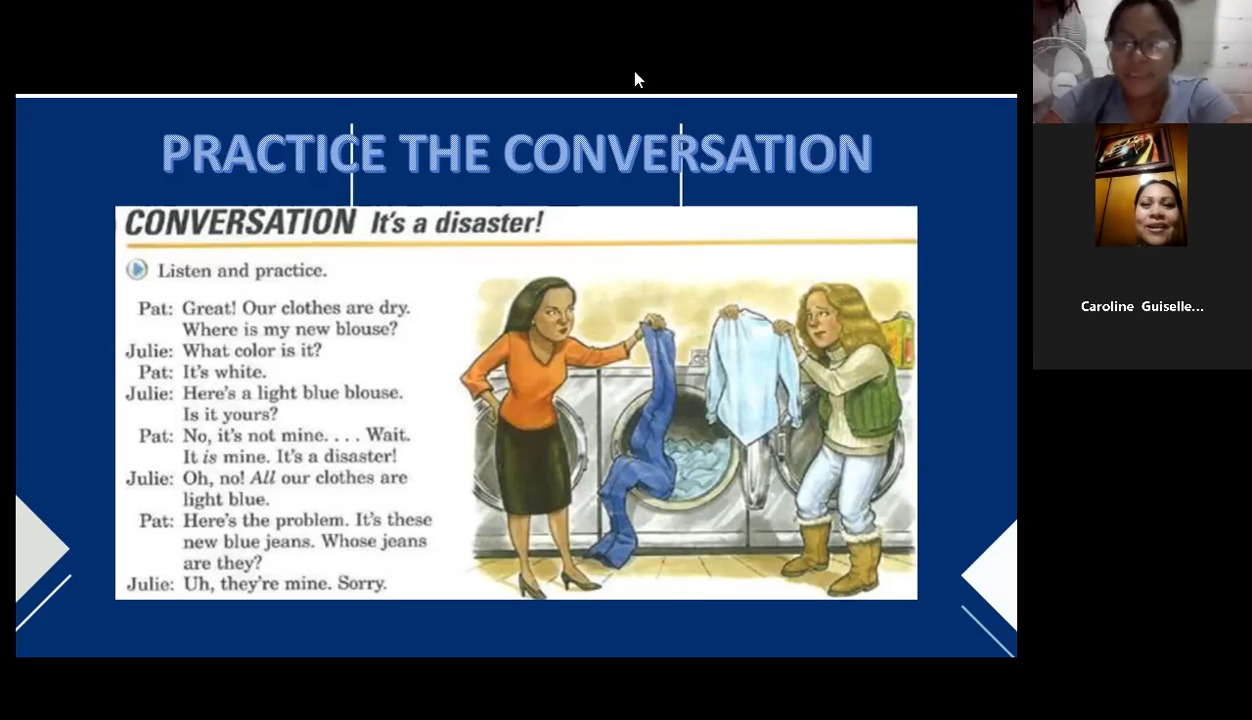 PRACTICE THE CONVERSATION
CONVERSATION It's a disaster!
Listen and practice.
Pat: Great! Our clothes are dry.
Where is my new blouse?
Julie: What color is it?
Pat: It's white.
Julie: Here's a light blue blouse.
Is it yours?
Pat: No, it's not mine. . . . Wait.
It is mine. It's a disaster!
Julie: Oh, no! All our clothes are
light blue.
Pat: Here's the problem. It's these
new blue jeans. Whose jeans
are they?
Julie: Uh, they're mine. Sorry.
Caroline Guiselle...